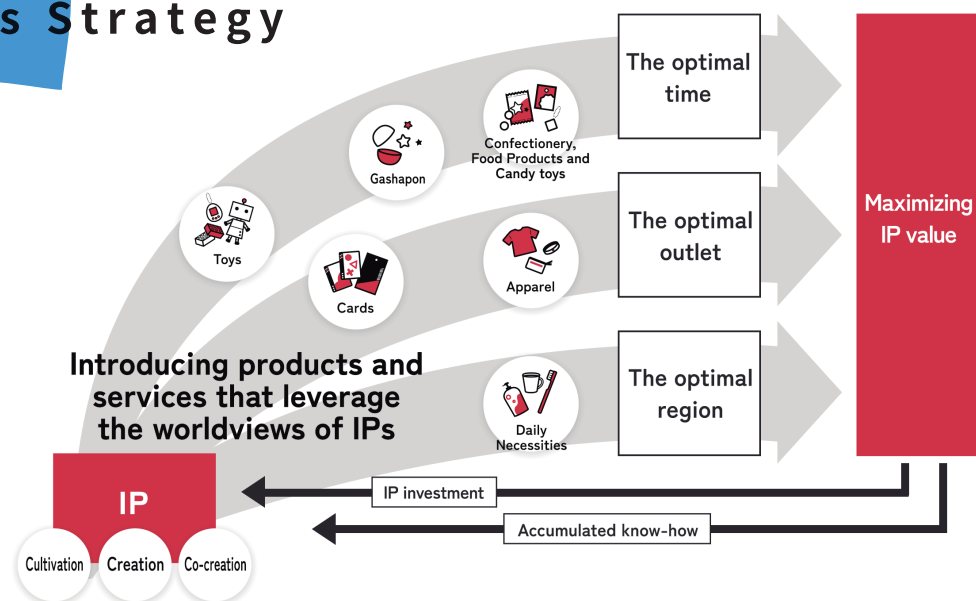 s Strategy
The optimal
time
Confectionery,
Food Products and
Candy toys
Gashapon
Toys
The optimal
outlet
Maximizing
IP value
Apparel
Cards
Introducing products and
services that leverage
the worldviews of IPs
The optimal
region
Daily
Necessities
IP
IP investment
Accumulated know-how
Cultivation
Creation
Co-creation